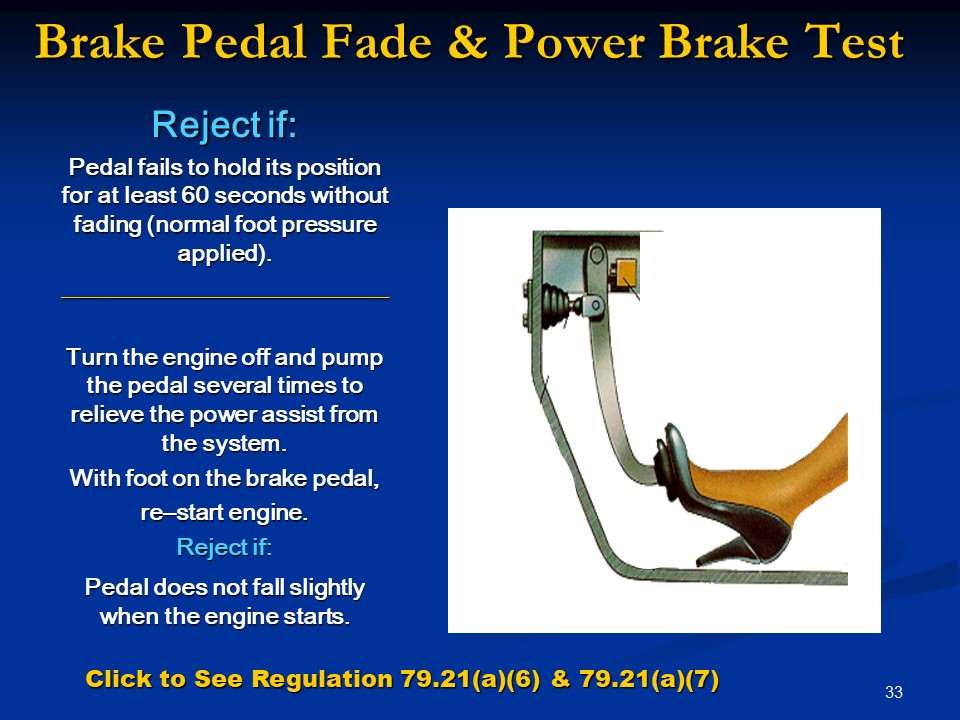 Brake Pedal Fade & Power Brake Test
Reject if:
Pedal fails to hold its position
for at least 60 seconds without
fading (normal foot pressure
applied).
Turn the engine off and pump
the pedal several times to
relieve the power assist from
the system.
With foot on the brake pedal,
re–start engine.
Reject if:
Pedal does not fall slightly
when the engine starts.
Click to See Regulation 79.21(a)(6) & 79.21(a)(7)
33